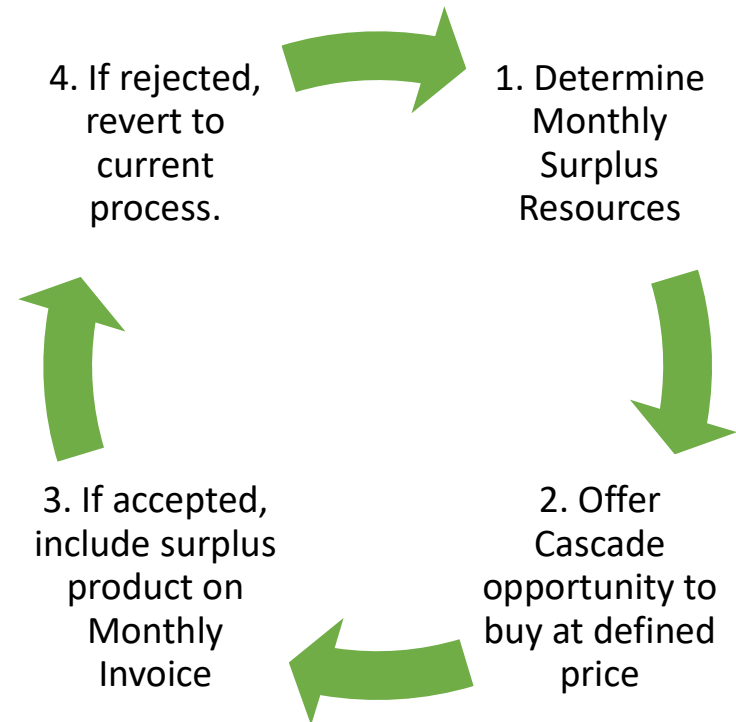 1. Determine
Monthly
Surplus
Resources
2. Offer
Cascade
opportunity to
buy at defined
price
3. If accepted,
include surplus
product on
Monthly
Invoice
4. If rejected,
revert to
current
process.